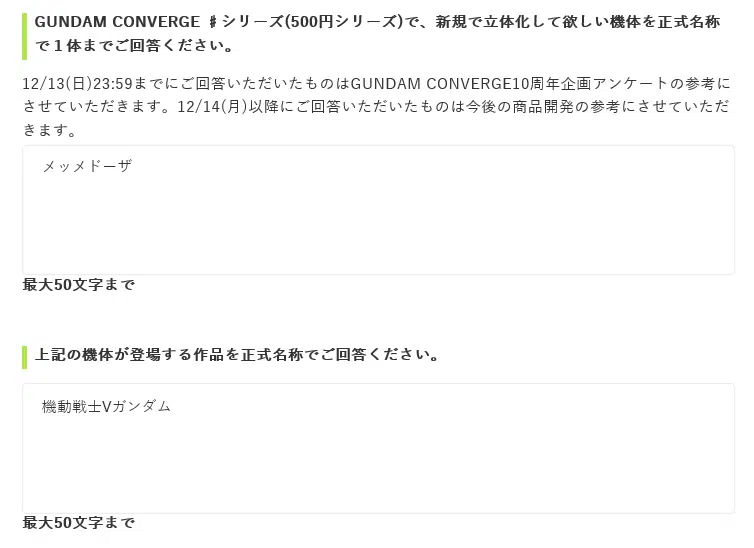 GUNDAM CONVERGE ♯シリーズ(500円シリーズ)で、新規で立体化して欲しい機体を正式名称
で１体までご回答ください。
12/13(日)23:59までにご回答いただいたものはGUNDAM CONVERGE10周年企画アンケートの参考に
させていただきます。12/14(月)以降にご回答いただいたものは今後の商品開発の参考にさせていただ
きます。
メッメドーザ
最大50文字まで
上記の機体が登場する作品を正式名称でご回答ください。
機動戦士Vガンダム
最大50文字まで